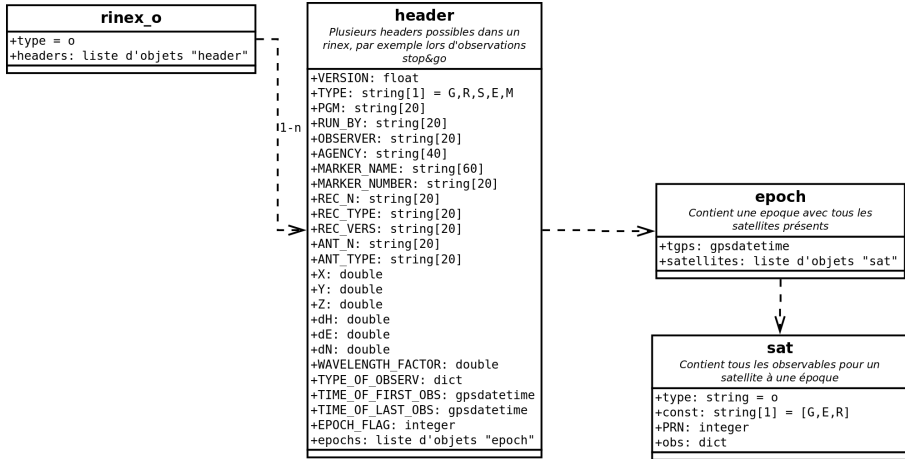 rinex_o
+type = o
+headers: liste d'objets "header"
1-n
header
Plusieurs headers possibles dans un
rinex, par exemple lors d'observations
stop&go
+VERSION: float
+TYPE: string[1] = G,R,S,E,M
+PGM: string[20]
+RUN_BY: string[20]
+OBSERVER: string[20]
+AGENCY: string[40]
+MARKER_NAME: string[60]
+MARKER_NUMBER: string[20]
+REC_N: string[20]
+REC_TYPE: string[20]
+REC_VERS: string[20]
+ANT_N: string[20]
+ANT_TYPE: string[20]
+X: double
+Y: double
+Z: double
+dH: double
+dE: double
+dN: double
+WAVELENGTH_FACTOR: double
+TYPE_OF_OBSERV: dict
+TIME_OF_FIRST_OBS: gpsdatetime
+TIME_OF_LAST_OBS: gpsdatetime
+EPOCH_FLAG: integer
+epochs: liste d'objets "epoch"
epoch
Contient une epoque avec tous les
satellites présents
+tgps: gpsdatetime
+satellites: liste d'objets "sat"
sat
Contient tous les observables pour un
satellite à une époque
+type: string = o
+const: string[1] = [G,E,R]
+PRN: integer
+obs: dict